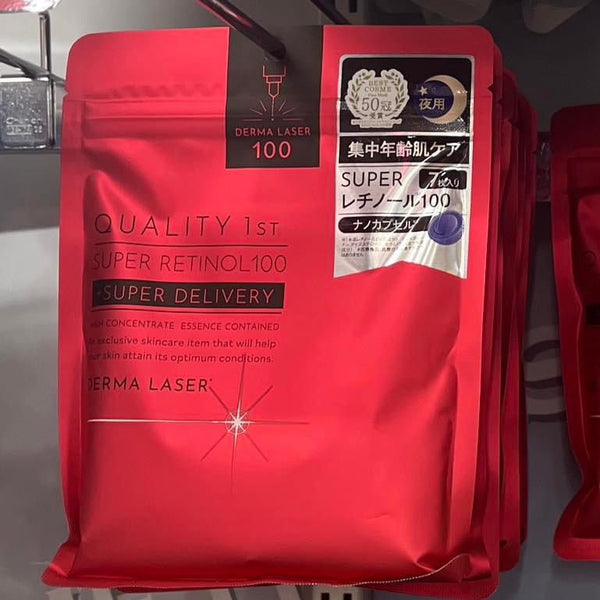 DERMA LASER
100
BEST
COSME
50冠
受賞
夜用
集中年齢肌ケア
SUPER
枚入り
レチノール100
ナノカプセル
QUALITY 1ST
SUPER RETINOL100
+SUPER DELIVERY
HIGH CONCENTRATE ESSENCE CONTAINED
An exclusive skincare item that will help
your skin attain its optimum conditions.
DERMA LASER